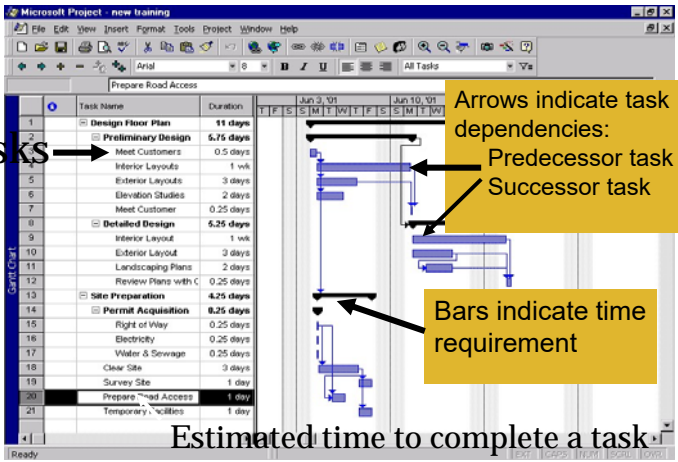 Microsoft Project - new training
File Edit View Insert Format Tools Project Window Help
Arial 8 B I U All Tasks
Prepare Road Access
Task Name Duration Jun 3, '01 Jun 10, '01
T F S S M T W T F S S M T W
1 Design Floor Plan 11 days
2 Preliminary Design 5.75 days
Meet Customers 0.5 days
Interior Layouts 1 wk
5 Exterior Layouts 3 days
6 Elevation Studies 2 days
7 Meet Customer 0.25 days
8 Detailed Design 5.25 days
9 Interior Layout 1 wk
10 Exterior Layout 3 days
11 Landscaping Plans 2 days
12 Review Plans with C 0.25 days
13 Site Preparation 4.25 days
14 Permit Acquisition 0.25 days
15 Right of Way 0.25 days
16 Electricity 0.25 days
17 Water & Sewage 0.25 days
18 Clear Site 3 days
19 Survey Site 1 day
20 Prepare Road Access 1 day
21 Temporary Facilities 1 day
Gantt Chart
sks
Arrows indicate task
dependencies:
Predecessor task
Successor task
Bars indicate time
requirement
Estimated time to complete a task
Ready EXT CAPS NUM SCRL OVR